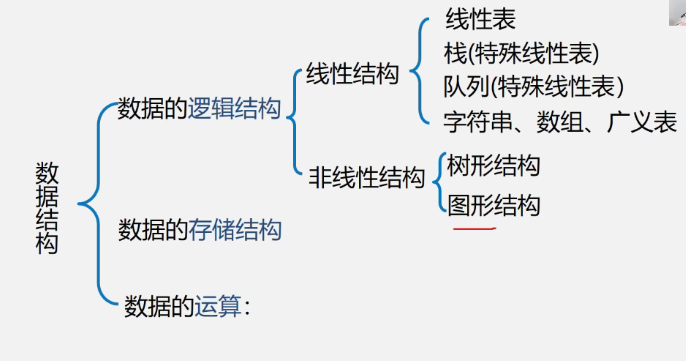 数据结构
数据的逻辑结构
线性结构
线性表
栈(特殊线性表)
队列(特殊线性表）
字符串、数组、广义表
非线性结构
树形结构
图形结构
数据的存储结构
数据的运算：